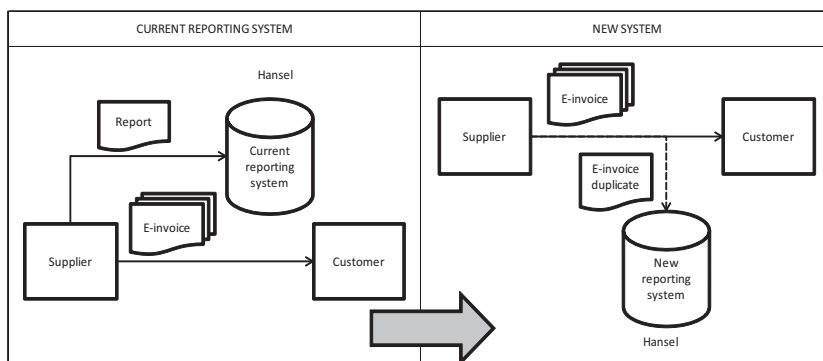 CURRENT REPORTING SYSTEM
Hansel
Report
Current
reporting
system
E-invoice
Supplier
Customer
NEW SYSTEM
E-invoice
Supplier
Customer
E-invoice
duplicate
New
reporting
system
Hansel